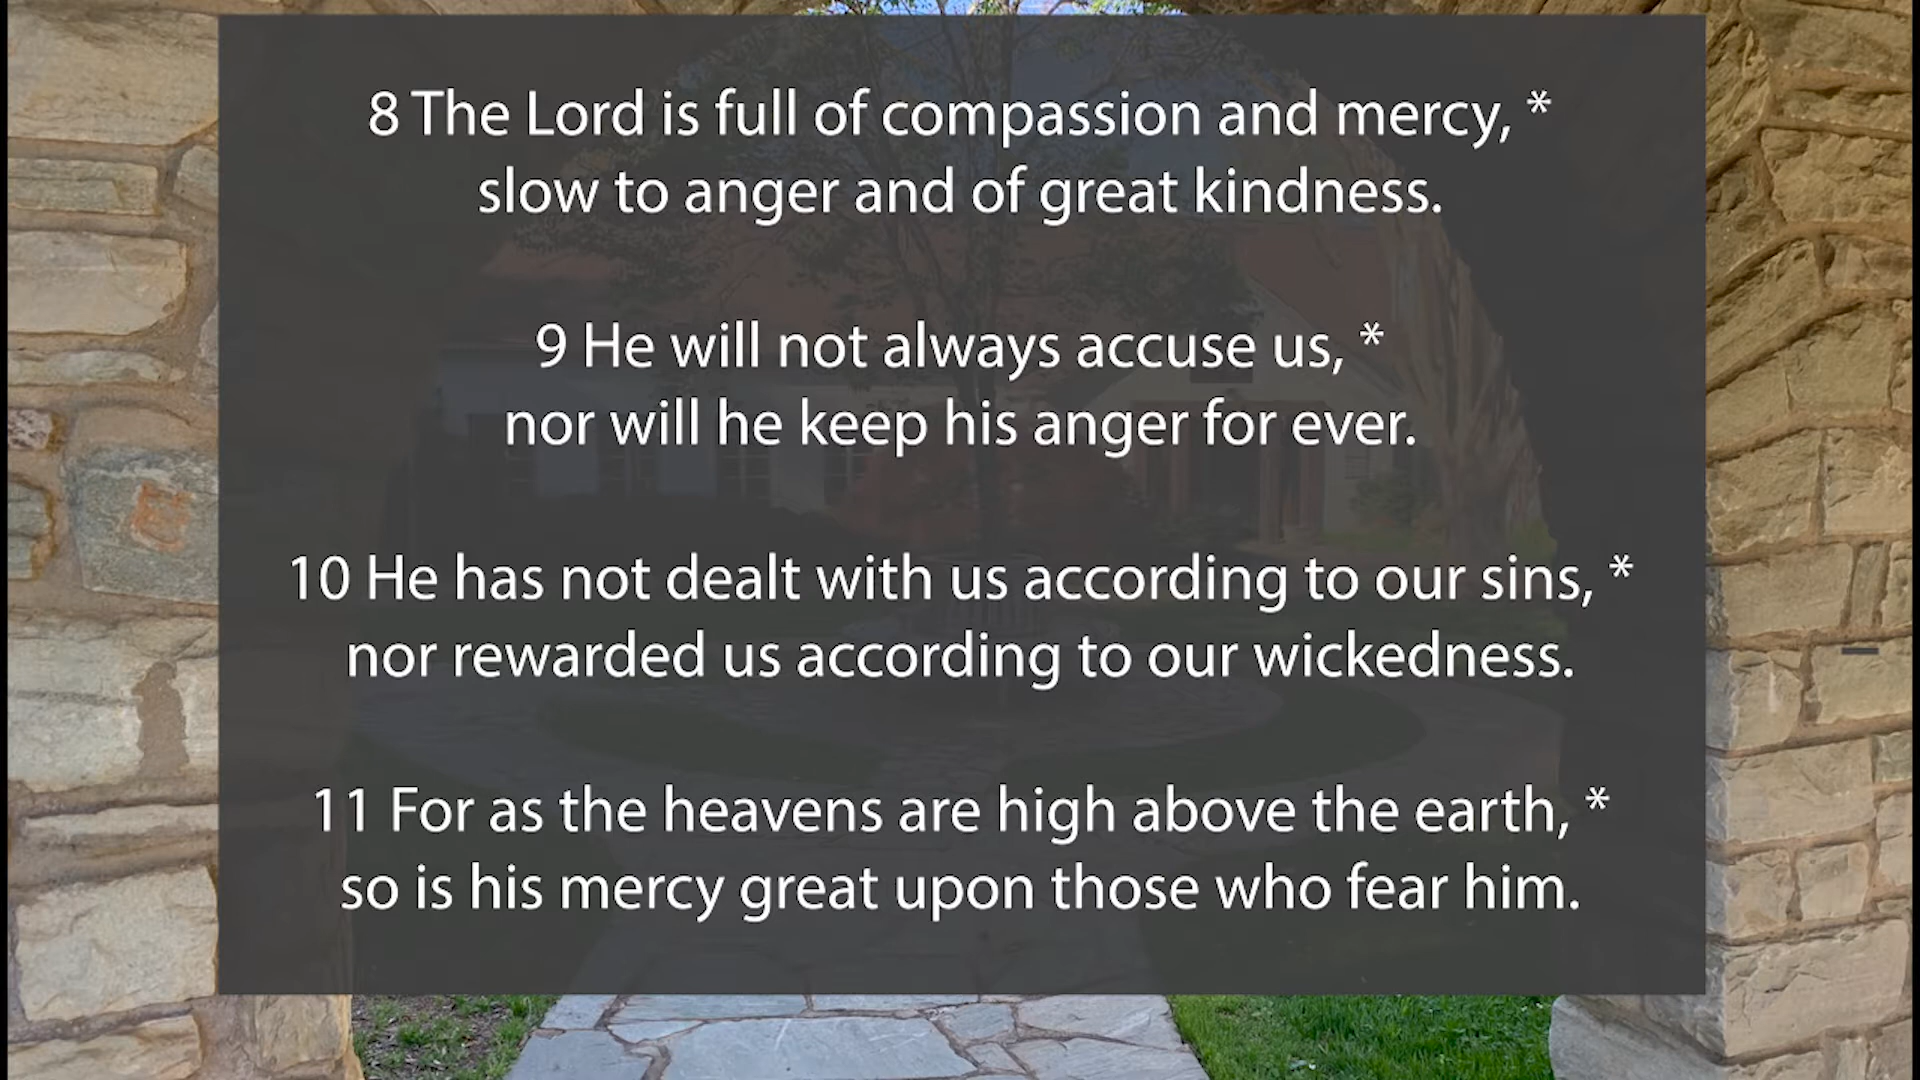 8 The Lord is full of compassion and mercy, *
slow to anger and of great kindness.
9 He will not always accuse us, *
nor will he keep his anger for ever.
10 He has not dealt with us according to our sins, *
nor rewarded us according to our wickedness.
11 For as the heavens are high above the earth, *
so is his mercy great upon those who fear him.